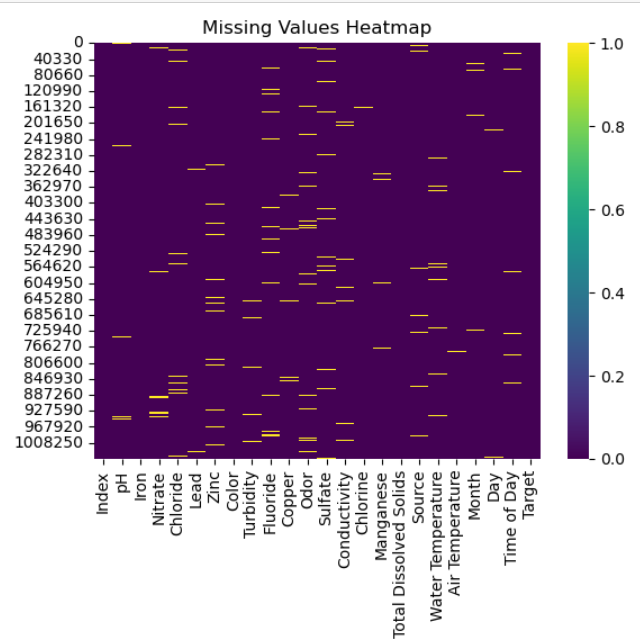 Missing Values Heatmap
0
40330
80660
120990
161320
201650
241980
282310
322640
362970
403300
443630
483960
524290
564620
604950
645280
685610
725940
766270
806600
846930
887260
927590
967920
1008250
1.0
0.8
0.6
0.4
0.2
0.0
Index
pH
Iron
Nitrate
Chloride
Lead
Zinc
Color
Turbidity
Fluoride
Copper
Odor
Sulfate
Conductivity
Chlorine
Manganese
Total Dissolved Solids
Source
Water Temperature
Air Temperature
Month
Day
Time of Day
Target